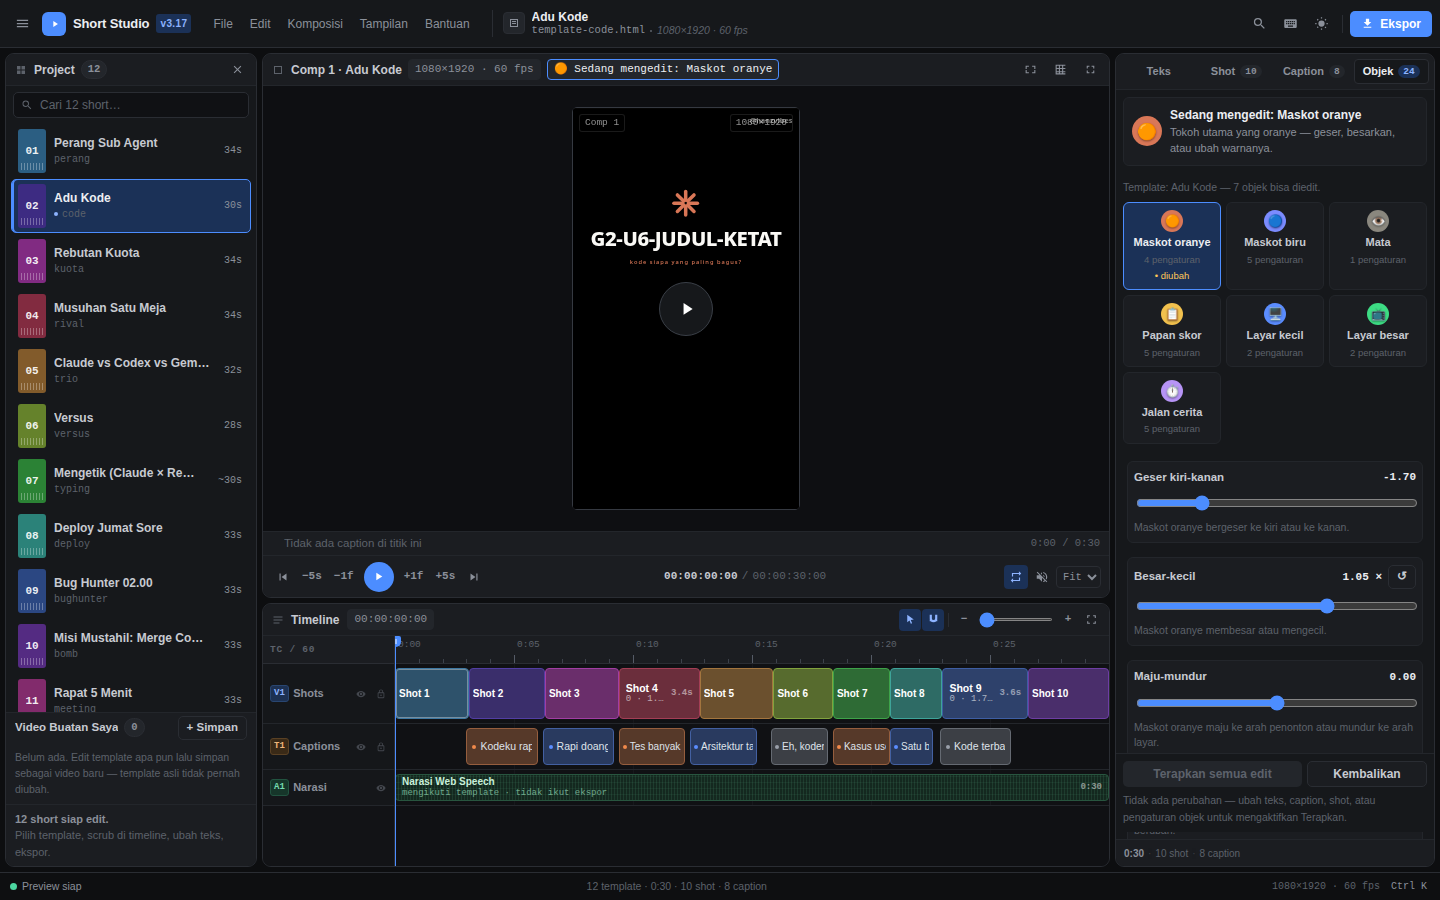 Short Studio v3.17 File Edit Komposisi Tampilan Bantuan
Adu Kode
template-code.html · 1080×1920 · 60 fps
Ekspor
Project 12
Cari 12 short…
01 Perang Sub Agent 34s
perang
02 Adu Kode 30s
• code
03 Rebutan Kuota 34s
kuota
04 Musuhan Satu Meja 34s
rival
05 Claude vs Codex vs Gem… 32s
trio
06 Versus 28s
versus
07 Mengetik (Claude × Re… ~30s
typing
08 Deploy Jumat Sore 33s
deploy
09 Bug Hunter 02.00 33s
bughunter
10 Misi Mustahil: Merge Co… 33s
bomb
11 Rapat 5 Menit 33s
meeting
Video Buatan Saya 0 + Simpan
Belum ada. Edit template apa pun lalu simpan
sebagai video baru — template asli tidak pernah
diubah.
12 short siap edit.
Pilih template, scrub di timeline, ubah teks,
ekspor.
Comp 1 · Adu Kode 1080×1920 · 60 fps Sedang mengedit: Maskot oranye
Comp 1 1080×1920
G2-U6-JUDUL-KETAT
kode siapa yang paling bagus?
Tidak ada caption di titik ini 0:00 / 0:30
−5s −1f +1f +5s 00:00:00:00 / 00:00:30:00 Fit
Timeline 00:00:00:00 − +
TC / 60 0:00 0:05 0:10 0:15 0:20 0:25
V1 Shots
Shot 1 Shot 2 Shot 3 Shot 4 3.4s Shot 5 Shot 6 Shot 7 Shot 8 Shot 9 3.6s Shot 10
0 · 1.… 0 · 1.7…
T1 Captions
• Kodeku rap • Rapi doang • Tes banyak • Arsitektur ta • Eh, koder • Kasus us • Satu b • Kode terba
A1 Narasi
Narasi Web Speech
mengikuti template · tidak ikut ekspor 0:30
Teks Shot 10 Caption 8 Objek 24
Sedang mengedit: Maskot oranye
Tokoh utama yang oranye — geser, besarkan,
atau ubah warnanya.
Template: Adu Kode — 7 objek bisa diedit.
Maskot oranye Maskot biru Mata
4 pengaturan 5 pengaturan 1 pengaturan
• diubah
Papan skor Layar kecil Layar besar
5 pengaturan 2 pengaturan 2 pengaturan
Jalan cerita
5 pengaturan
Geser kiri-kanan -1.70
Maskot oranye bergeser ke kiri atau ke kanan.
Besar-kecil 1.05 × ↺
Maskot oranye membesar atau mengecil.
Maju-mundur 0.00
Maskot oranye maju ke arah penonton atau mundur ke arah
layar.
Terapkan semua edit Kembalikan
Tidak ada perubahan — ubah teks, caption, shot, atau
pengaturan objek untuk mengaktifkan Terapkan.
0:30 · 10 shot · 8 caption
Preview siap 12 template · 0:30 · 10 shot · 8 caption 1080×1920 · 60 fps Ctrl K